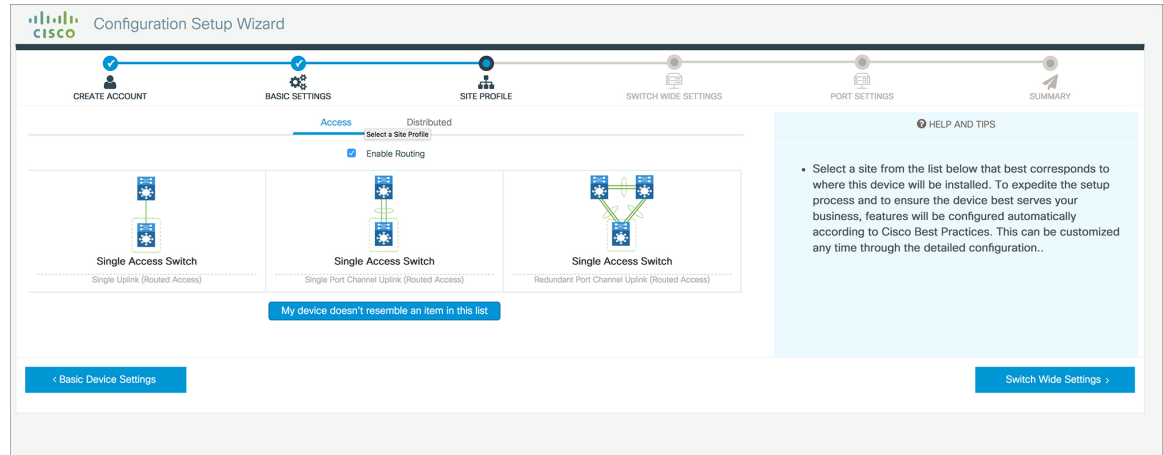 CISCO
Configuration Setup Wizard
CREATE ACCOUNT
BASIC SETTINGS
SITE PROFILE
SWITCH WIDE SETTINGS
PORT SETTINGS
SUMMARY
Access
Distributed
Select a Site Profile
Enable Routing
Single Access Switch
Single Uplink (Routed Access)
Single Access Switch
Single Port Channel Uplink (Routed Access)
Single Access Switch
Redundant Port Channel Uplink (Routed Access)
My device doesn't resemble an item in this list
HELP AND TIPS
• Select a site from the list below that best corresponds to
where this device will be installed. To expedite the setup
process and to ensure the device best serves your
business, features will be configured automatically
according to Cisco Best Practices. This can be customized
any time through the detailed configuration..
‹ Basic Device Settings
Switch Wide Settings ›